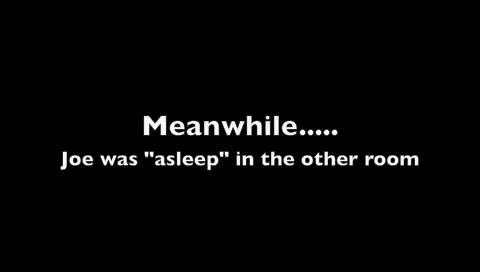 Meanwhile.....
Joe was "asleep" in the other room